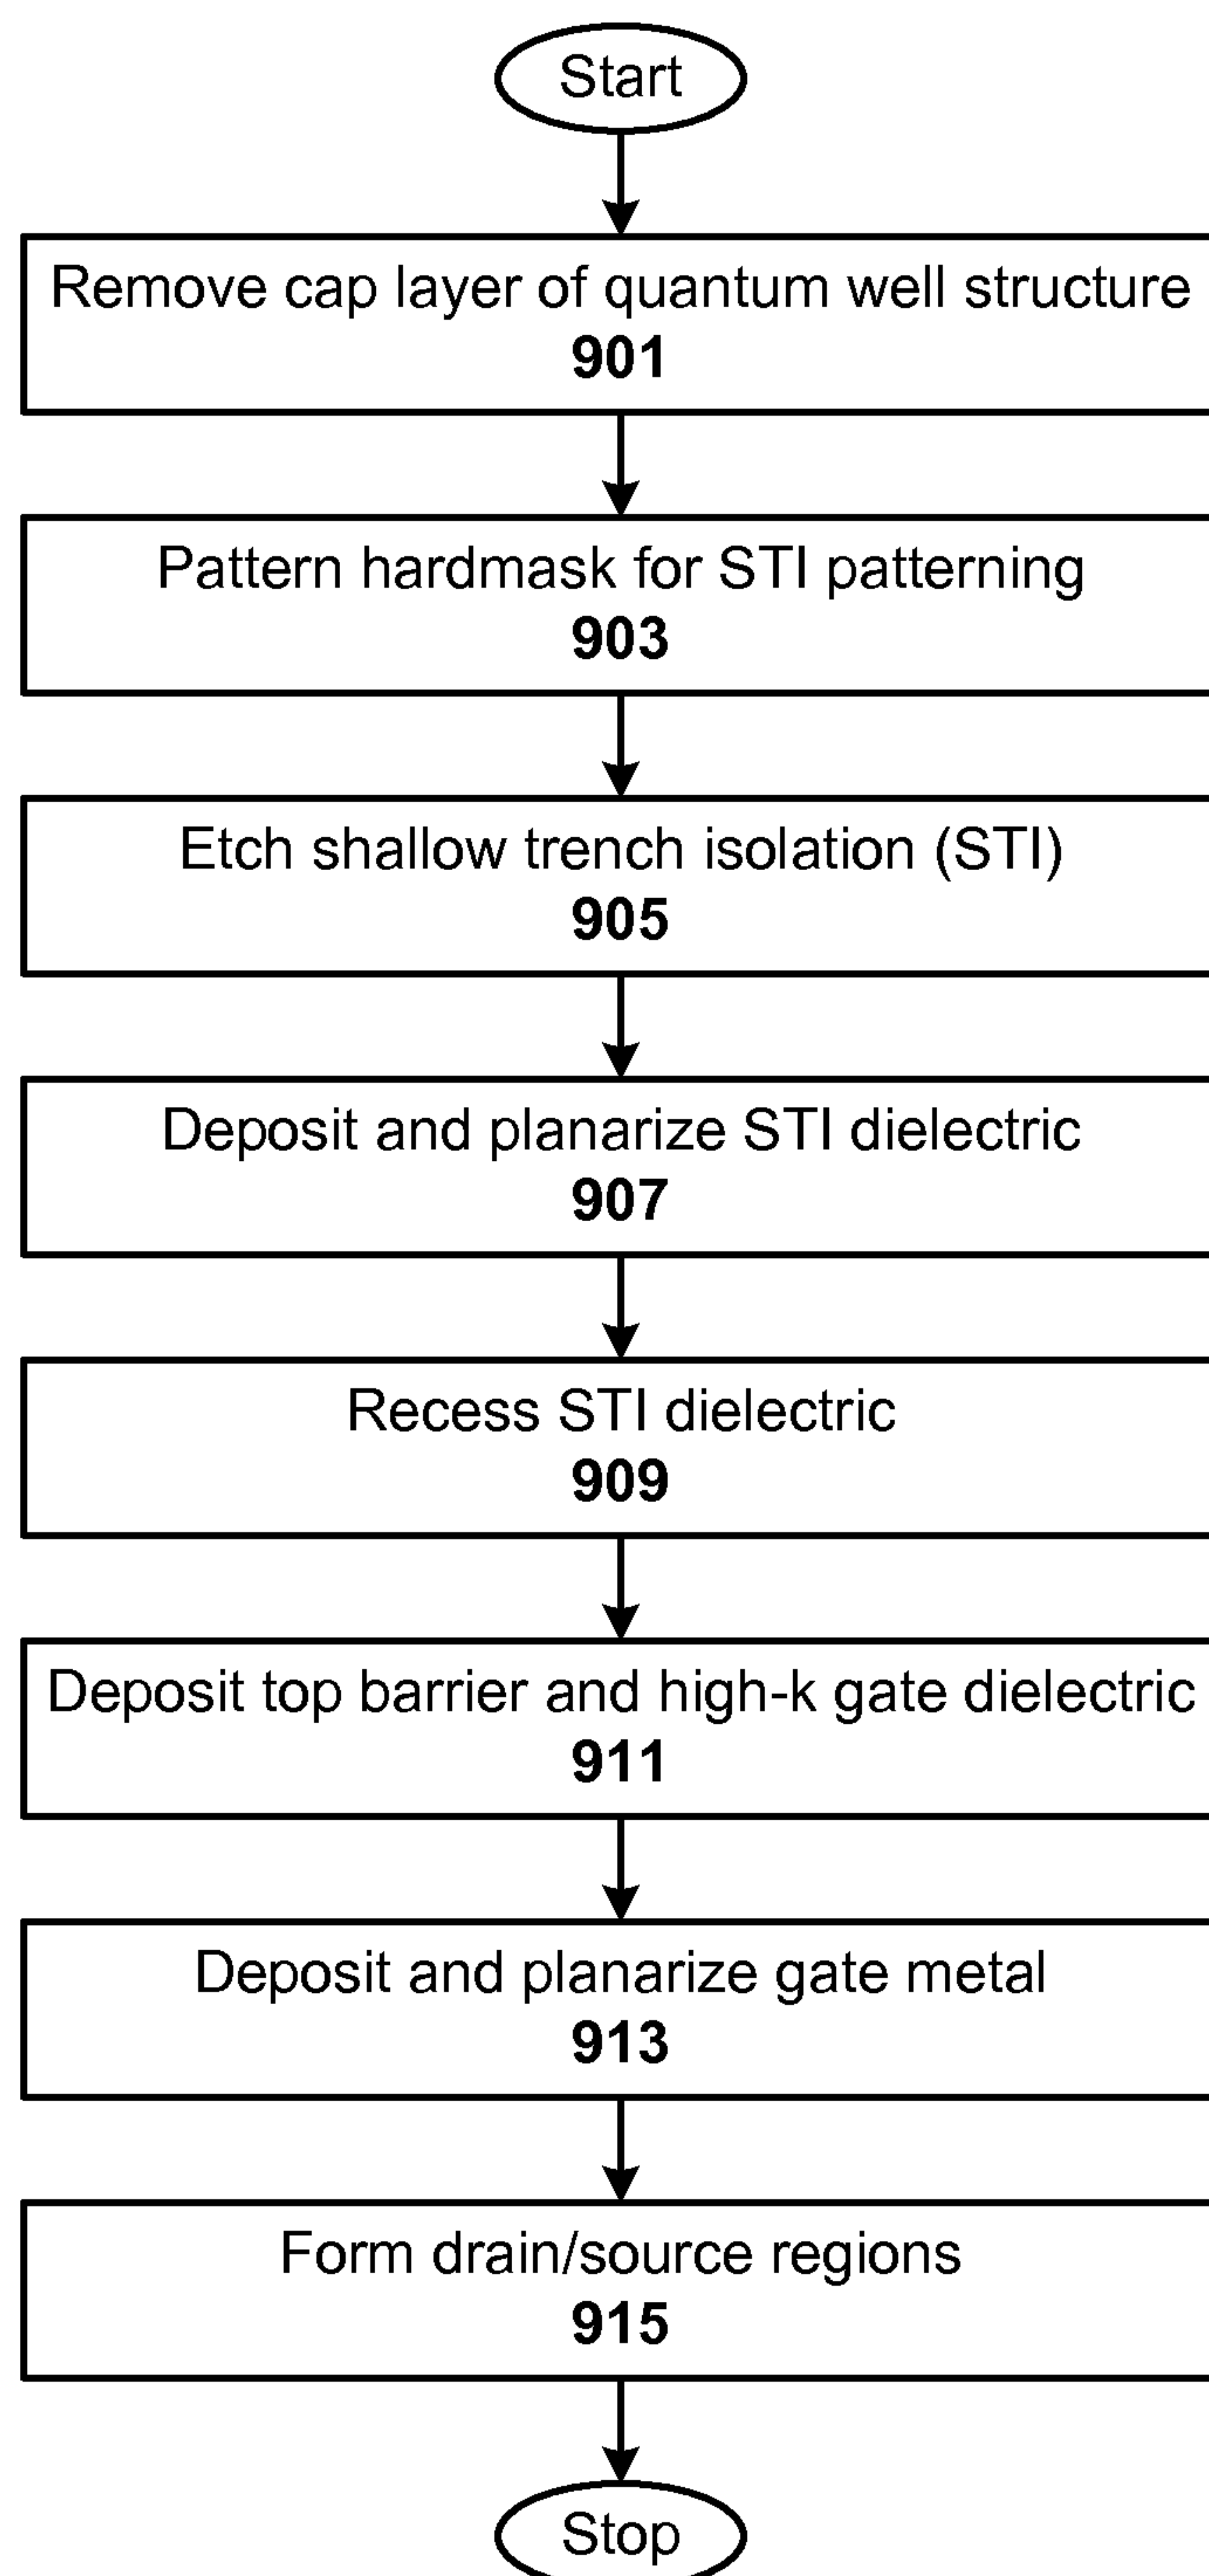 Start
Remove cap layer of quantum well structure
901
Pattern hardmask for STI patterning
903
Etch shallow trench isolation (STI)
905
Deposit and planarize STI dielectric
907
Recess STI dielectric
909
Deposit top barrier and high-k gate dielectric
911
Deposit and planarize gate metal
913
Form drain/source regions
915
Stop